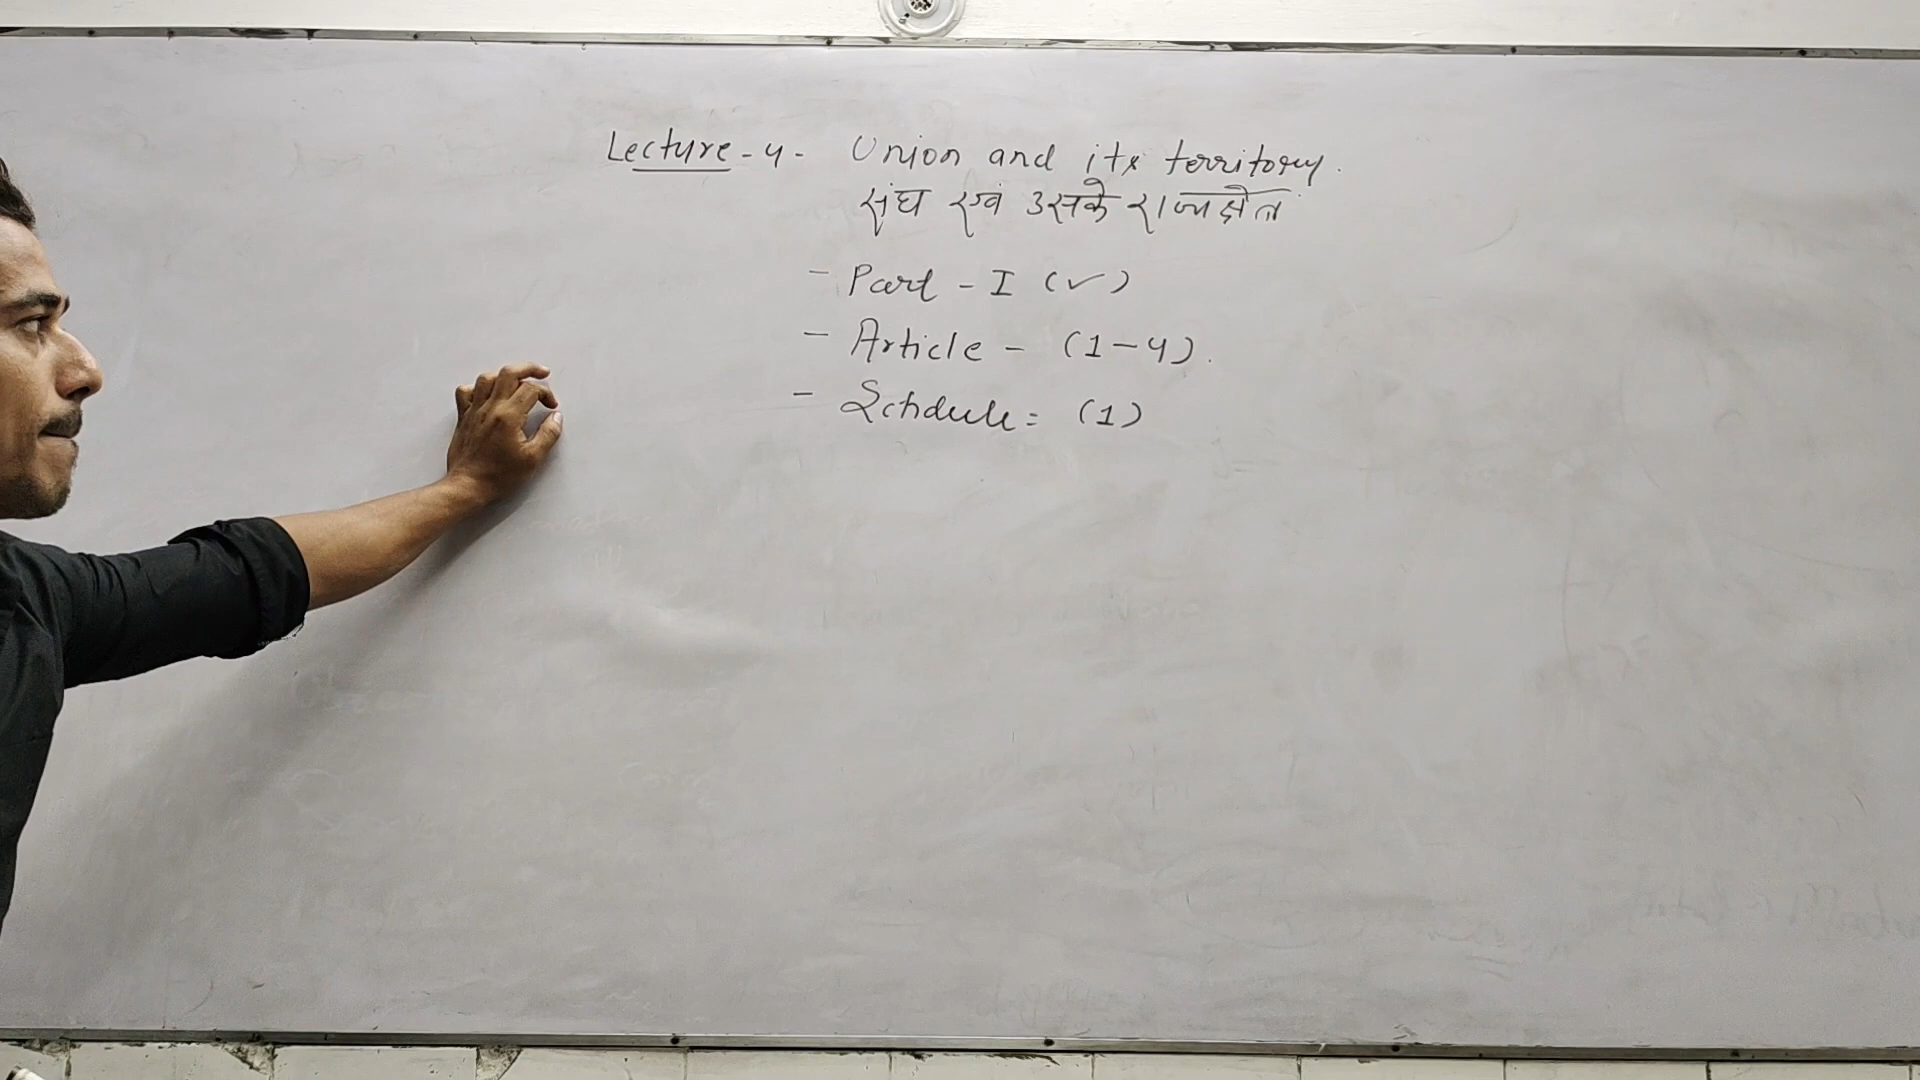 Lecture - 4 - Union and its territory.
संघ एवं उसके राज्यक्षेत्र
- Part - I (✓)
- Article - (1-4).
- Schdule = (1)